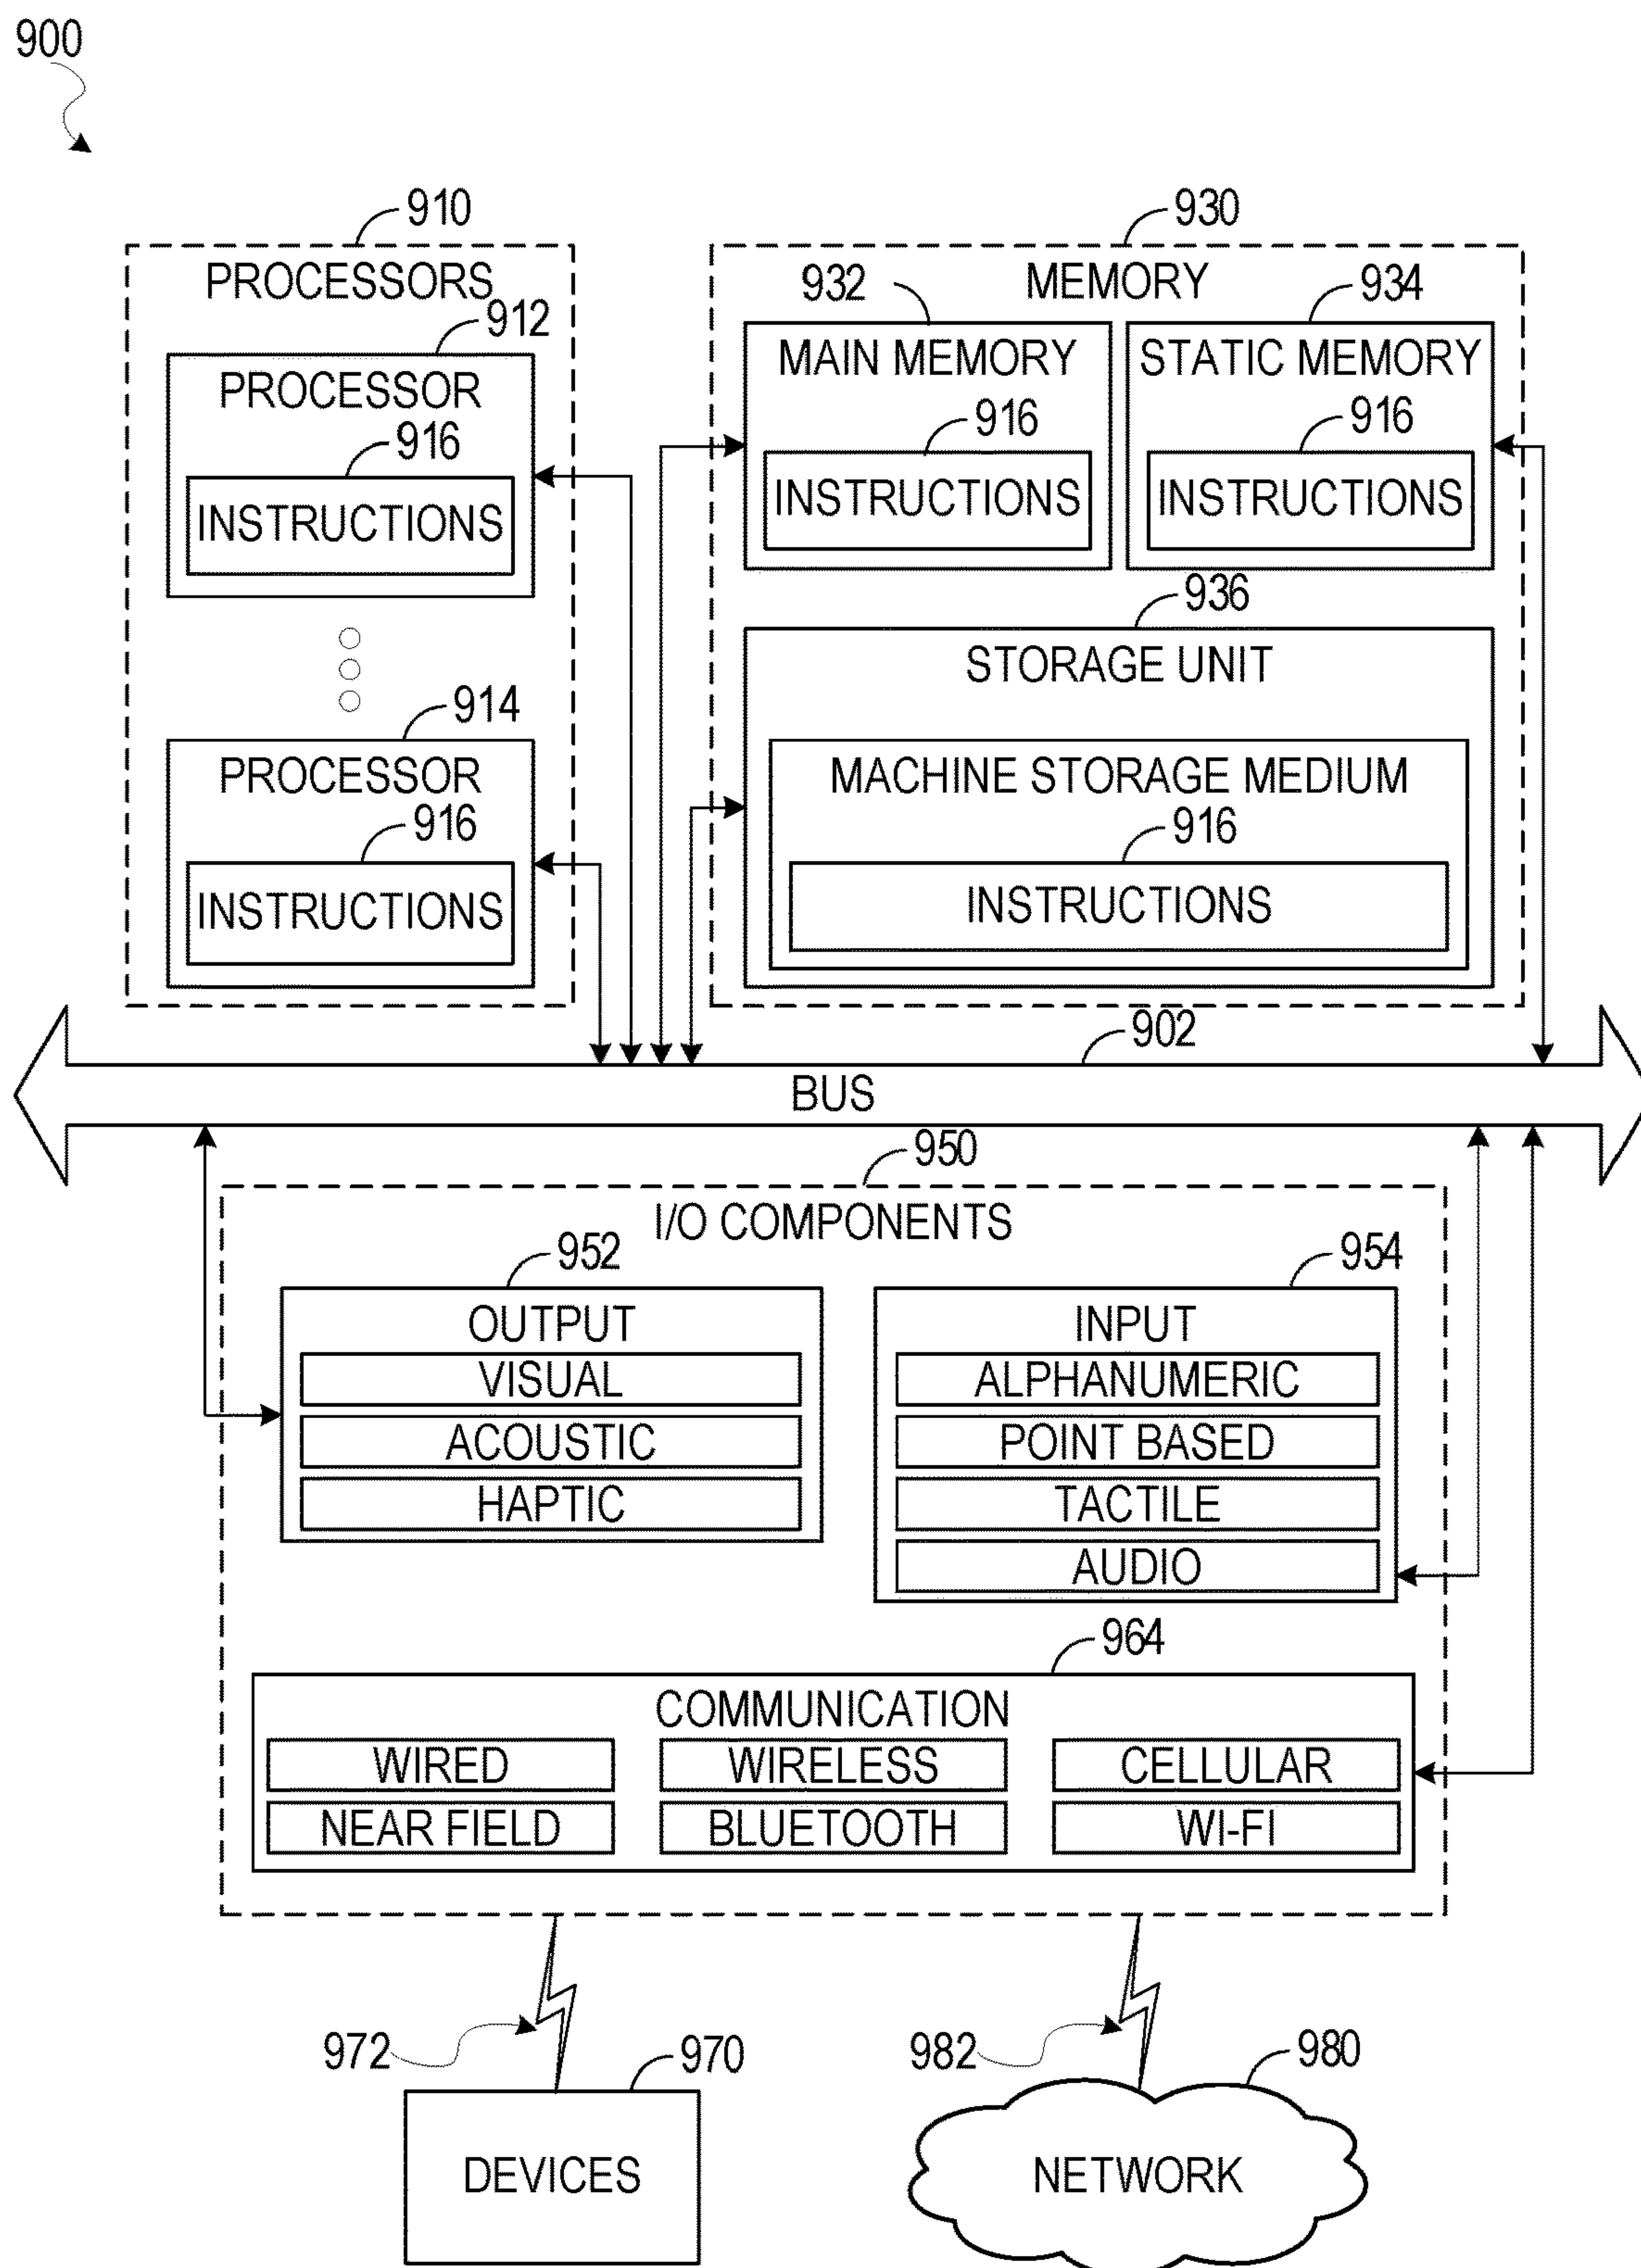 900
910
930
PROCESSORS
MEMORY
912
932
934
PROCESSOR
MAIN MEMORY
STATIC MEMORY
916
916
916
INSTRUCTIONS
INSTRUCTIONS
INSTRUCTIONS
936
STORAGE UNIT
914
PROCESSOR
MACHINE STORAGE MEDIUM
916
916
INSTRUCTIONS
INSTRUCTIONS
902
BUS
950
I/O COMPONENTS
952
954
OUTPUT
INPUT
VISUAL
ALPHANUMERIC
ACOUSTIC
POINT BASED
HAPTIC
TACTILE
AUDIO
964
COMMUNICATION
WIRED
WIRELESS
CELLULAR
NEAR FIELD
BLUETOOTH
WI-FI
972
970
982
980
DEVICES
NETWORK